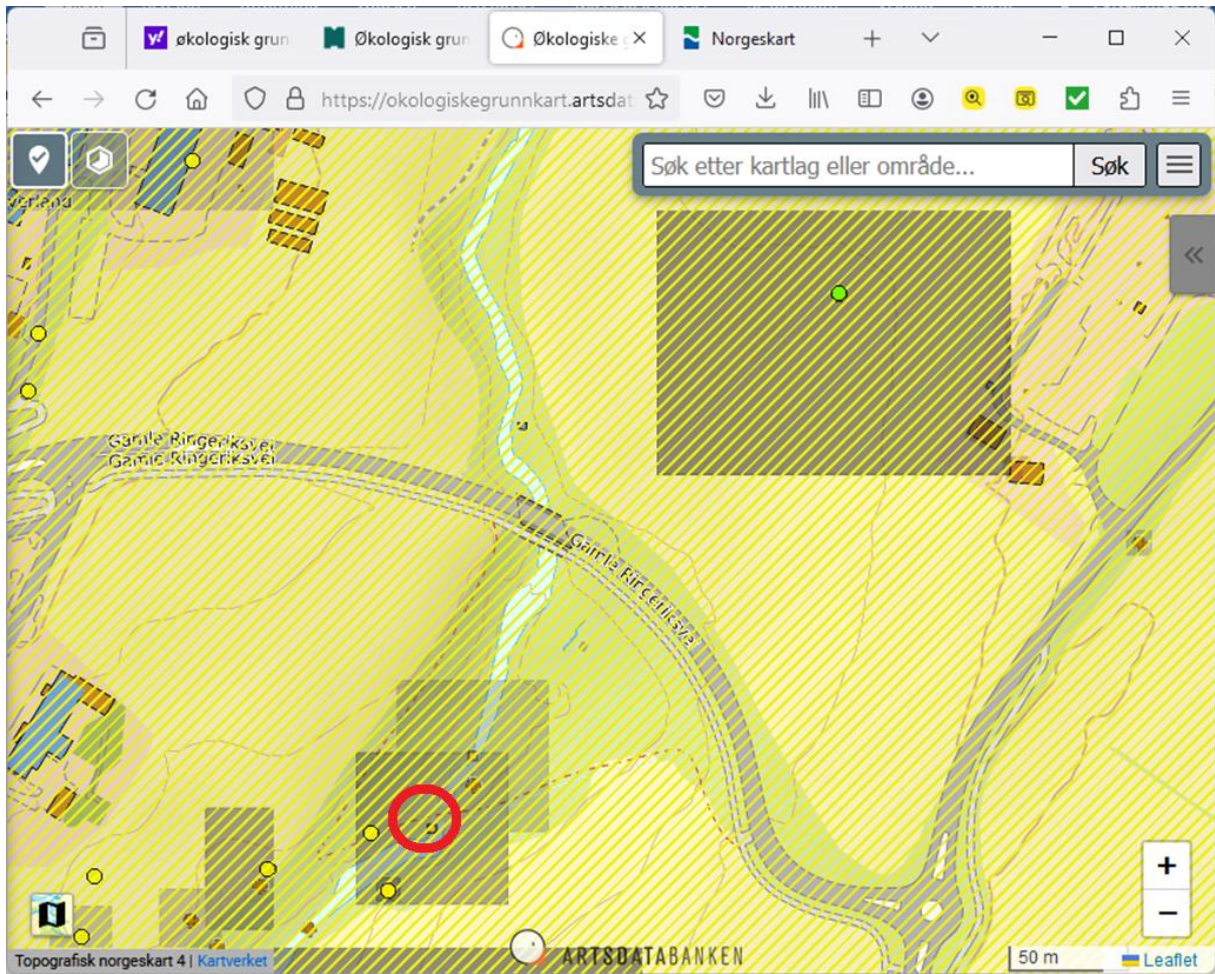 økologisk grun
Økologisk grun
Økologiske g
Norgeskart
https://okologiskegrunnkart.artsdat
Søk etter kartlag eller område...
Søk
verland
Gamle Ringeriksvei
Gamle Ringeriksvei
Gamle Ringeriksvei
ARTSDATABANKEN
+
−
50 m
Topografisk norgeskart 4 | Kartverket
Leaflet